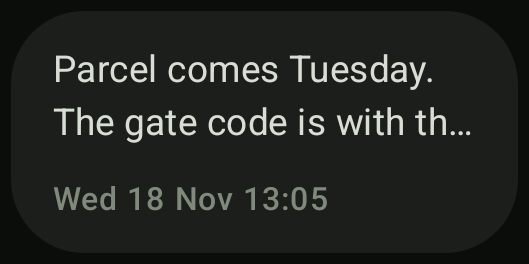 Parcel comes Tuesday.
The gate code is with th...
Wed 18 Nov 13:05